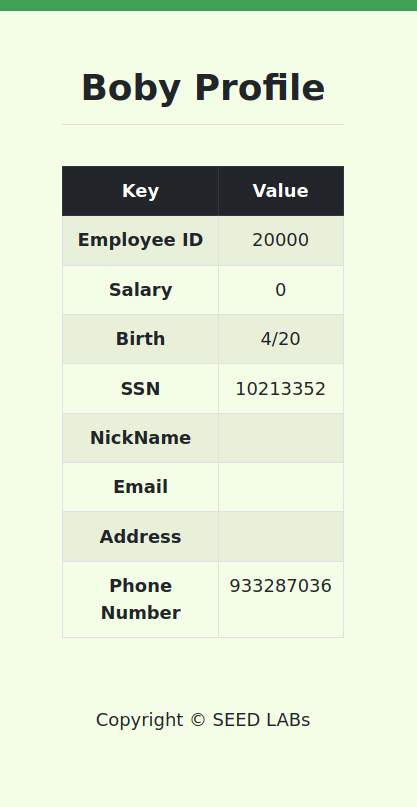 Boby Profile
Key Value
Employee ID 20000
Salary 0
Birth 4/20
SSN 10213352
NickName
Email
Address
Phone 933287036
Number
Copyright © SEED LABs